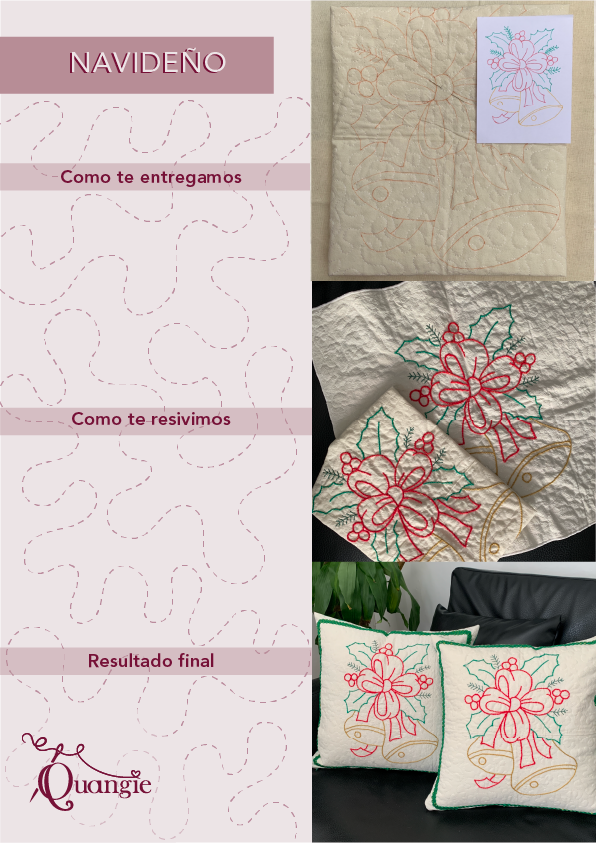 NAVIDEÑO
Como te entregamos
Como te resivimos
Resultado final
Quangie